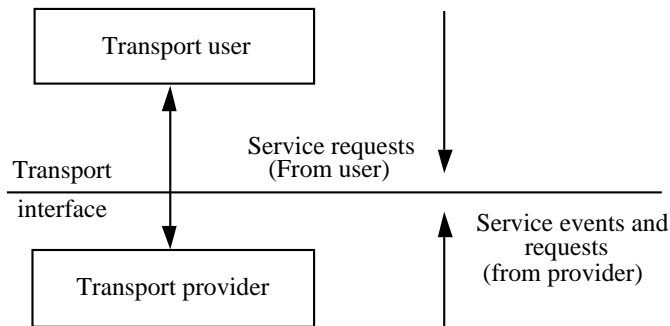 Transport user
Service requests
(From user)
Transport
interface
Service events and
requests
(from provider)
Transport provider